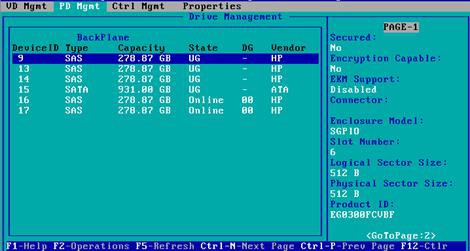 VD Mgmt PD Mgmt Ctrl Mgmt Properties
Drive Management
BackPlane
DeviceID Type Capacity State DG Vendor
9 SAS 278.87 GB UG - HP
13 SAS 278.87 GB UG - HP
14 SAS 278.87 GB UG - HP
15 SATA 931.00 GB UG - ATA
16 SAS 278.87 GB Online 00 HP
17 SAS 278.87 GB Online 00 HP
PAGE-1
Secured:
No
Encryption Capable:
No
EKM Support:
Disabled
Connector:
Enclosure Model:
SGPIO
Slot Number:
6
Logical Sector Size:
512 B
Physical Sector Size:
512 B
Product ID:
EG0300FCVBF
<GoToPage:2>
F1-Help F2-Operations F5-Refresh Ctrl-N-Next Page Ctrl-P-Prev Page F12-Ctlr